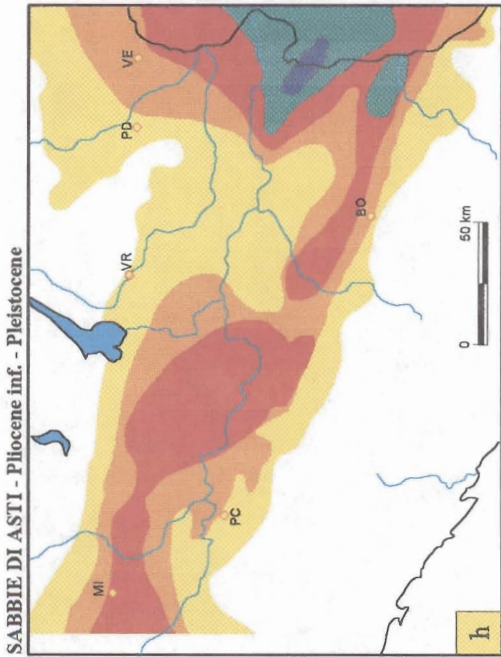 SABBIE DI ASTI - Pliocene inf. - Pleistocene
MI
PC
VR
PD
VE
BO
0
50 km
h